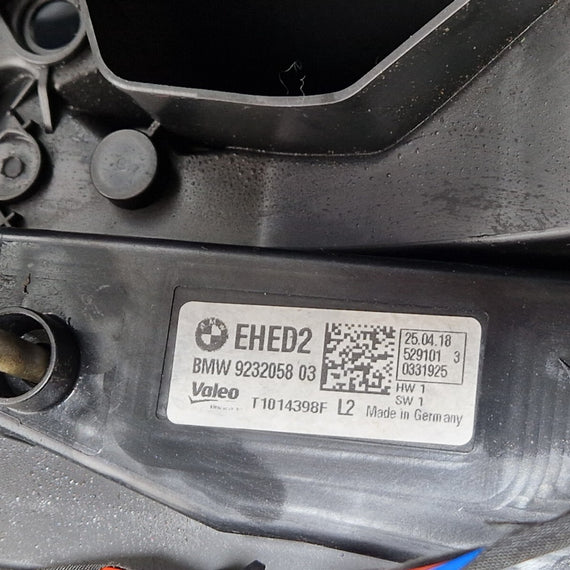 EHED2
BMW 9232058 03
Valeo
T1014398F L2
25.04.18
529101 3
0331925
HW 1
SW 1
Made in Germany